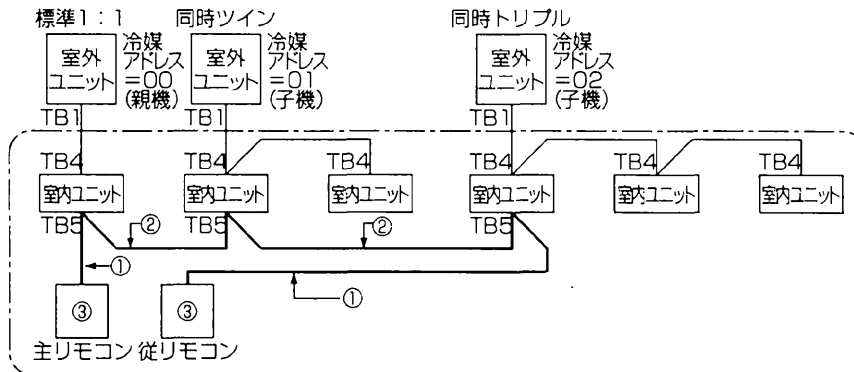 標準1：1
室外
ユニット
冷媒
アドレス
=00
(親機)
TB1
同時ツイン
室外
ユニット
冷媒
アドレス
=01
(子機)
TB1
同時トリプル
室外
ユニット
冷媒
アドレス
=02
(子機)
TB1
TB4
室内ユニット
TB5
TB4
室内ユニット
TB4
室内ユニット
TB4
室内ユニット
TB5
TB4
室内ユニット
TB4
室内ユニット
TB5
②
②
①
①
③
主リモコン
③
従リモコン